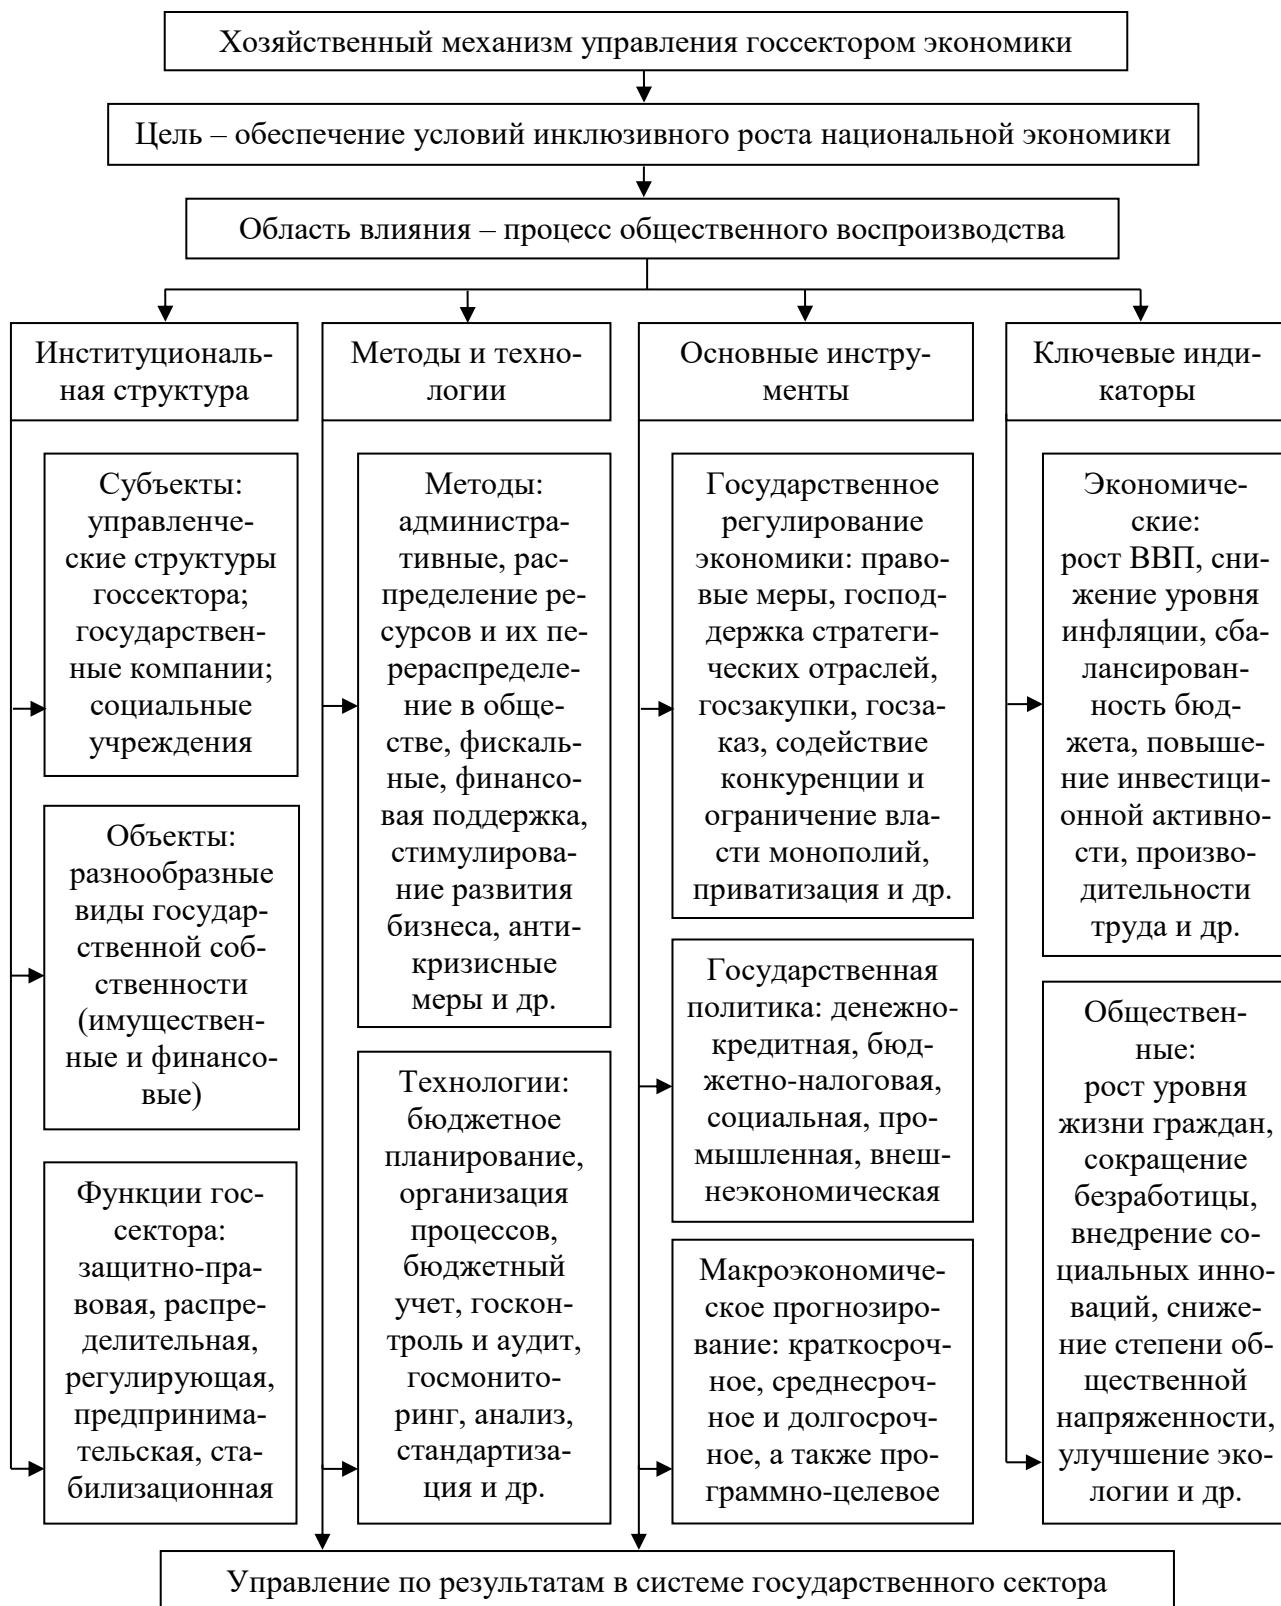 Хозяйственный механизм управления госсектором экономики
Цель – обеспечение условий инклюзивного роста национальной экономики
Область влияния – процесс общественного воспроизводства
Институциональ-
ная структура
Субъекты:
управленче-
ские структуры
госсектора;
государствен-
ные компании;
социальные
учреждения
Объекты:
разнообразные
виды государ-
ственной соб-
ственности
(имуществен-
ные и финансо-
вые)
Функции гос-
сектора:
защитно-пра-
вовая, распре-
делительная,
регулирующая,
предпринима-
тельская, ста-
билизационная
Методы и техно-
логии
Методы:
администра-
тивные, рас-
пределение ре-
сурсов и их пе-
рераспределе-
ние в обще-
стве, фискаль-
ные, финансо-
вая поддержка,
стимулирова-
ние развития
бизнеса, анти-
кризисные
меры и др.
Технологии:
бюджетное
планирование,
организация
процессов,
бюджетный
учет, госкон-
троль и аудит,
госмонито-
ринг, анализ,
стандартиза-
ция и др.
Основные инстру-
менты
Государственное
регулирование
экономики: право-
вые меры, господ-
держка стратеги-
ческих отраслей,
госзакупки, госза-
каз, содействие
конкуренции и
ограничение вла-
сти монополий,
приватизация и др.
Государственная
политика: денежно-
кредитная, бюд-
жетно-налоговая,
социальная, про-
мышленная, внеш-
неэкономическая
Макроэкономиче-
ское прогнозиро-
вание: краткосроч-
ное, среднесроч-
ное и долгосроч-
ное, а также про-
граммно-целевое
Ключевые инди-
каторы
Экономиче-
ские:
рост ВВП, сни-
жение уровня
инфляции, сба-
лансирован-
ность бюд-
жета, повыше-
ние инвестици-
онной активно-
сти, произво-
дительности
труда и др.
Обществен-
ные:
рост уровня
жизни граждан,
сокращение
безработицы,
внедрение со-
циальных инно-
ваций, сниже-
ние степени об-
щественной
напряженности,
улучшение эко-
логии и др.
Управление по результатам в системе государственного сектора